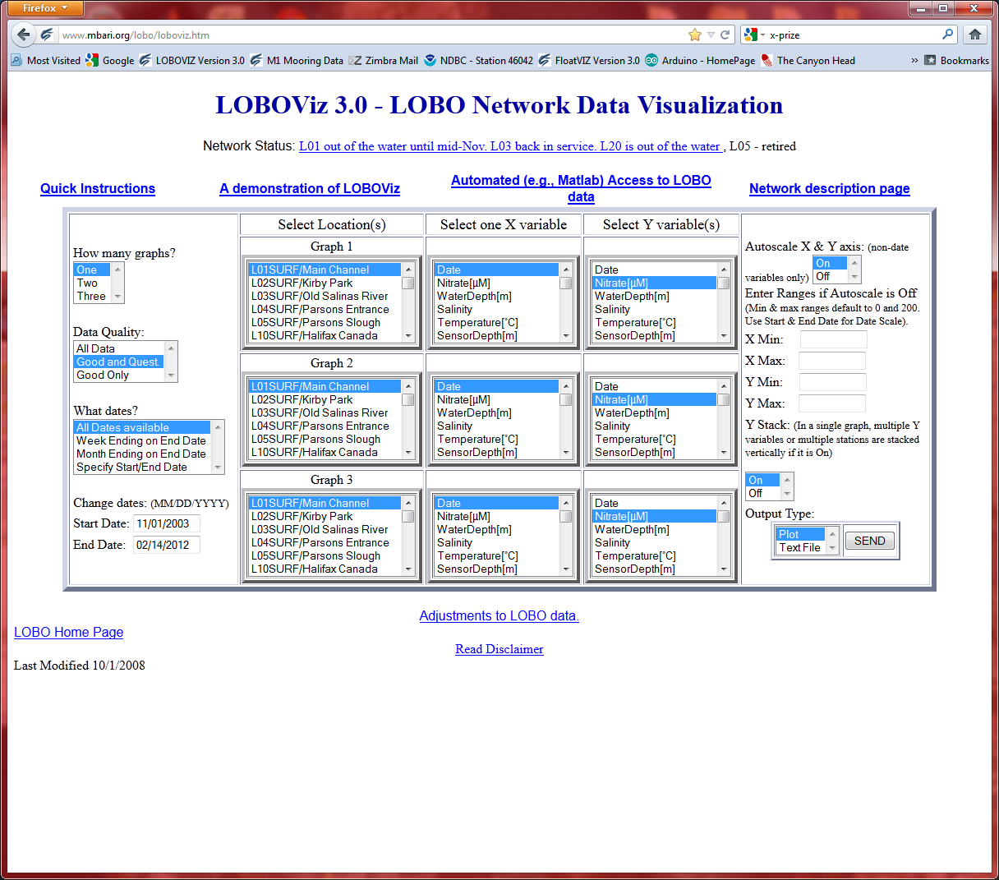 Firefox
www.mbari.org/lobo/loboviz.htm
x-prize
Most Visited Google LOBOVIZ Version 3.0 M1 Mooring Data Zimbra Mail NDBC - Station 46042 FloatVIZ Version 3.0 Arduino - HomePage The Canyon Head » Bookmarks
LOBOViz 3.0 - LOBO Network Data Visualization
Network Status: L01 out of the water until mid-Nov. L03 back in service. L20 is out of the water , L05 - retired
Quick Instructions
A demonstration of LOBOViz
Automated (e.g., Matlab) Access to LOBO
data
Network description page
How many graphs?
One
Two
Three
Data Quality:
All Data
Good and Quest.
Good Only
What dates?
All Dates available
Week Ending on End Date
Month Ending on End Date
Specify Start/End Date
Change dates: (MM/DD/YYYY)
Start Date: 11/01/2003
End Date: 02/14/2012
Select Location(s)
Select one X variable
Select Y variable(s)
Graph 1
L01SURF/Main Channel
L02SURF/Kirby Park
L03SURF/Old Salinas River
L04SURF/Parsons Entrance
L05SURF/Parsons Slough
L10SURF/Halifax Canada
Date
Nitrate[µM]
WaterDepth[m]
Salinity
Temperature[°C]
SensorDepth[m]
Date
Nitrate[µM]
WaterDepth[m]
Salinity
Temperature[°C]
SensorDepth[m]
Graph 2
L01SURF/Main Channel
L02SURF/Kirby Park
L03SURF/Old Salinas River
L04SURF/Parsons Entrance
L05SURF/Parsons Slough
L10SURF/Halifax Canada
Date
Nitrate[µM]
WaterDepth[m]
Salinity
Temperature[°C]
SensorDepth[m]
Date
Nitrate[µM]
WaterDepth[m]
Salinity
Temperature[°C]
SensorDepth[m]
Graph 3
L01SURF/Main Channel
L02SURF/Kirby Park
L03SURF/Old Salinas River
L04SURF/Parsons Entrance
L05SURF/Parsons Slough
L10SURF/Halifax Canada
Date
Nitrate[µM]
WaterDepth[m]
Salinity
Temperature[°C]
SensorDepth[m]
Date
Nitrate[µM]
WaterDepth[m]
Salinity
Temperature[°C]
SensorDepth[m]
Autoscale X & Y axis: (non-date
variables only)
On
Off
Enter Ranges if Autoscale is Off
(Min & max ranges default to 0 and 200.
Use Start & End Date for Date Scale).
X Min:
X Max:
Y Min:
Y Max:
Y Stack: (In a single graph, multiple Y
variables or multiple stations are stacked
vertically if it is On)
On
Off
Output Type:
Plot
Text File
SEND
Adjustments to LOBO data.
LOBO Home Page
Read Disclaimer
Last Modified 10/1/2008